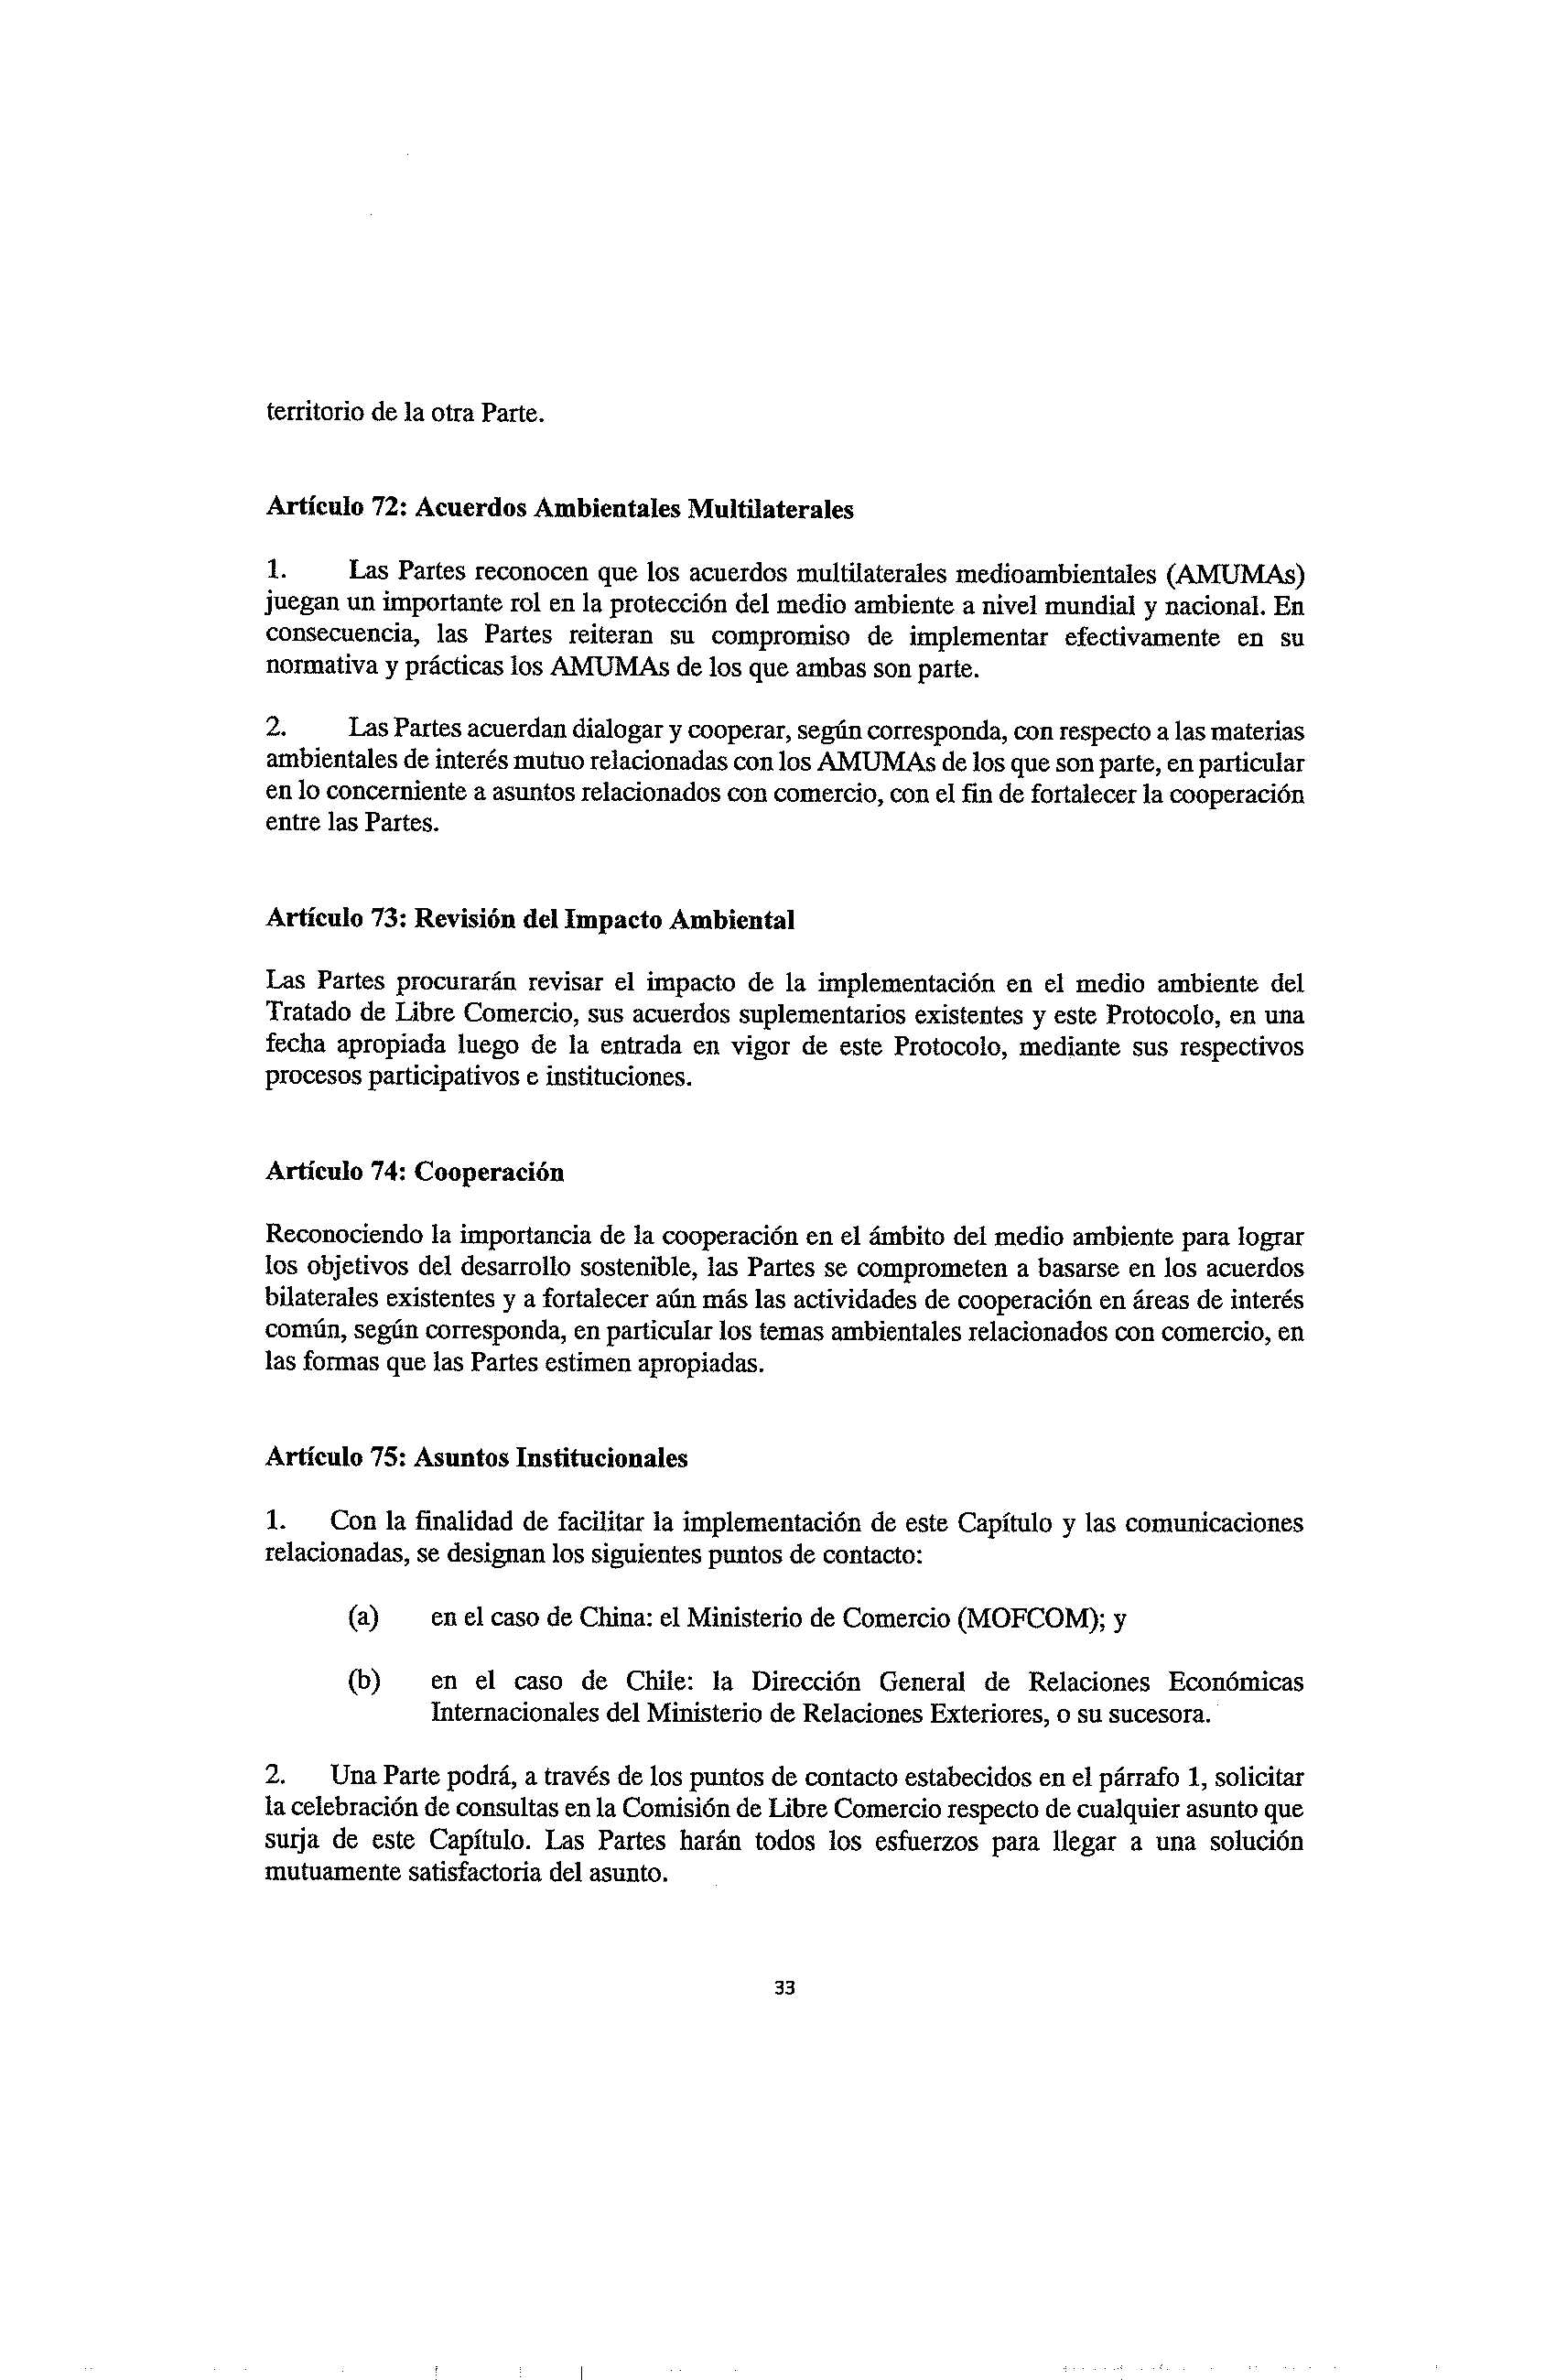 territorio de la otra Parte.
Artículo 72: Acuerdos Ambientales Multilaterales
1. Las Partes reconocen que los acuerdos multilaterales medioambientales (AMUMAs)
juegan un importante rol en la protección del medio ambiente a nivel mundial y nacional. En
consecuencia, las Partes reiteran su compromiso de implementar efectivamente en su
normativa y prácticas los AMUMAs de los que ambas son parte.
2. Las Partes acuerdan dialogar y cooperar, según corresponda, con respecto a las materias
ambientales de interés mutuo relacionadas con los AMUMAs de los que son parte, en particular
en lo concerniente a asuntos relacionados con comercio, con el fin de fortalecer la cooperación
entre las Partes.
Artículo 73: Revisión del Impacto Ambiental
Las Partes procurarán revisar el impacto de la implementación en el medio ambiente del
Tratado de Libre Comercio, sus acuerdos suplementarios existentes y este Protocolo, en una
fecha apropiada luego de la entrada en vigor de este Protocolo, mediante sus respectivos
procesos participativos e instituciones.
Artículo 74: Cooperación
Reconociendo la importancia de la cooperación en el ámbito del medio ambiente para lograr
los objetivos del desarrollo sostenible, las Partes se comprometen a basarse en los acuerdos
bilaterales existentes y a fortalecer aún más las actividades de cooperación en áreas de interés
común, según corresponda, en particular los temas ambientales relacionados con comercio, en
las formas que las Partes estimen apropiadas.
Artículo 75: Asuntos Institucionales
1. Con la finalidad de facilitar la implementación de este Capítulo y las comunicaciones
relacionadas, se designan los siguientes puntos de contacto:
(a) en el caso de China: el Ministerio de Comercio (MOFCOM); y
(b) en el caso de Chile: la Dirección General de Relaciones Económicas
Internacionales del Ministerio de Relaciones Exteriores, o su sucesora.
2. Una Parte podrá, a través de los puntos de contacto estabecidos en el párrafo 1, solicitar
la celebración de consultas en la Comisión de Libre Comercio respecto de cualquier asunto que
surja de este Capítulo. Las Partes harán todos los esfuerzos para llegar a una solución
mutuamente satisfactoria del asunto.
33